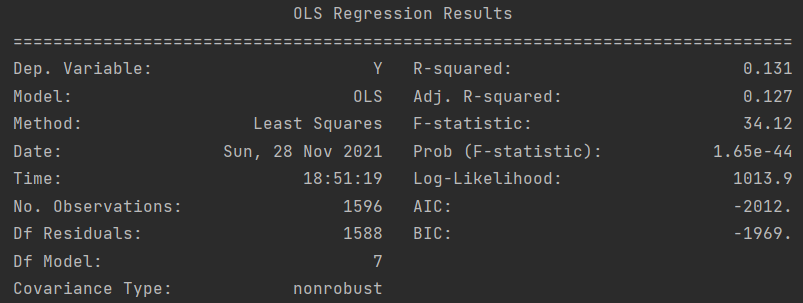 OLS Regression Results
==============================================================================
Dep. Variable: Y R-squared: 0.131
Model: OLS Adj. R-squared: 0.127
Method: Least Squares F-statistic: 34.12
Date: Sun, 28 Nov 2021 Prob (F-statistic): 1.65e-44
Time: 18:51:19 Log-Likelihood: 1013.9
No. Observations: 1596 AIC: -2012.
Df Residuals: 1588 BIC: -1969.
Df Model: 7
Covariance Type: nonrobust